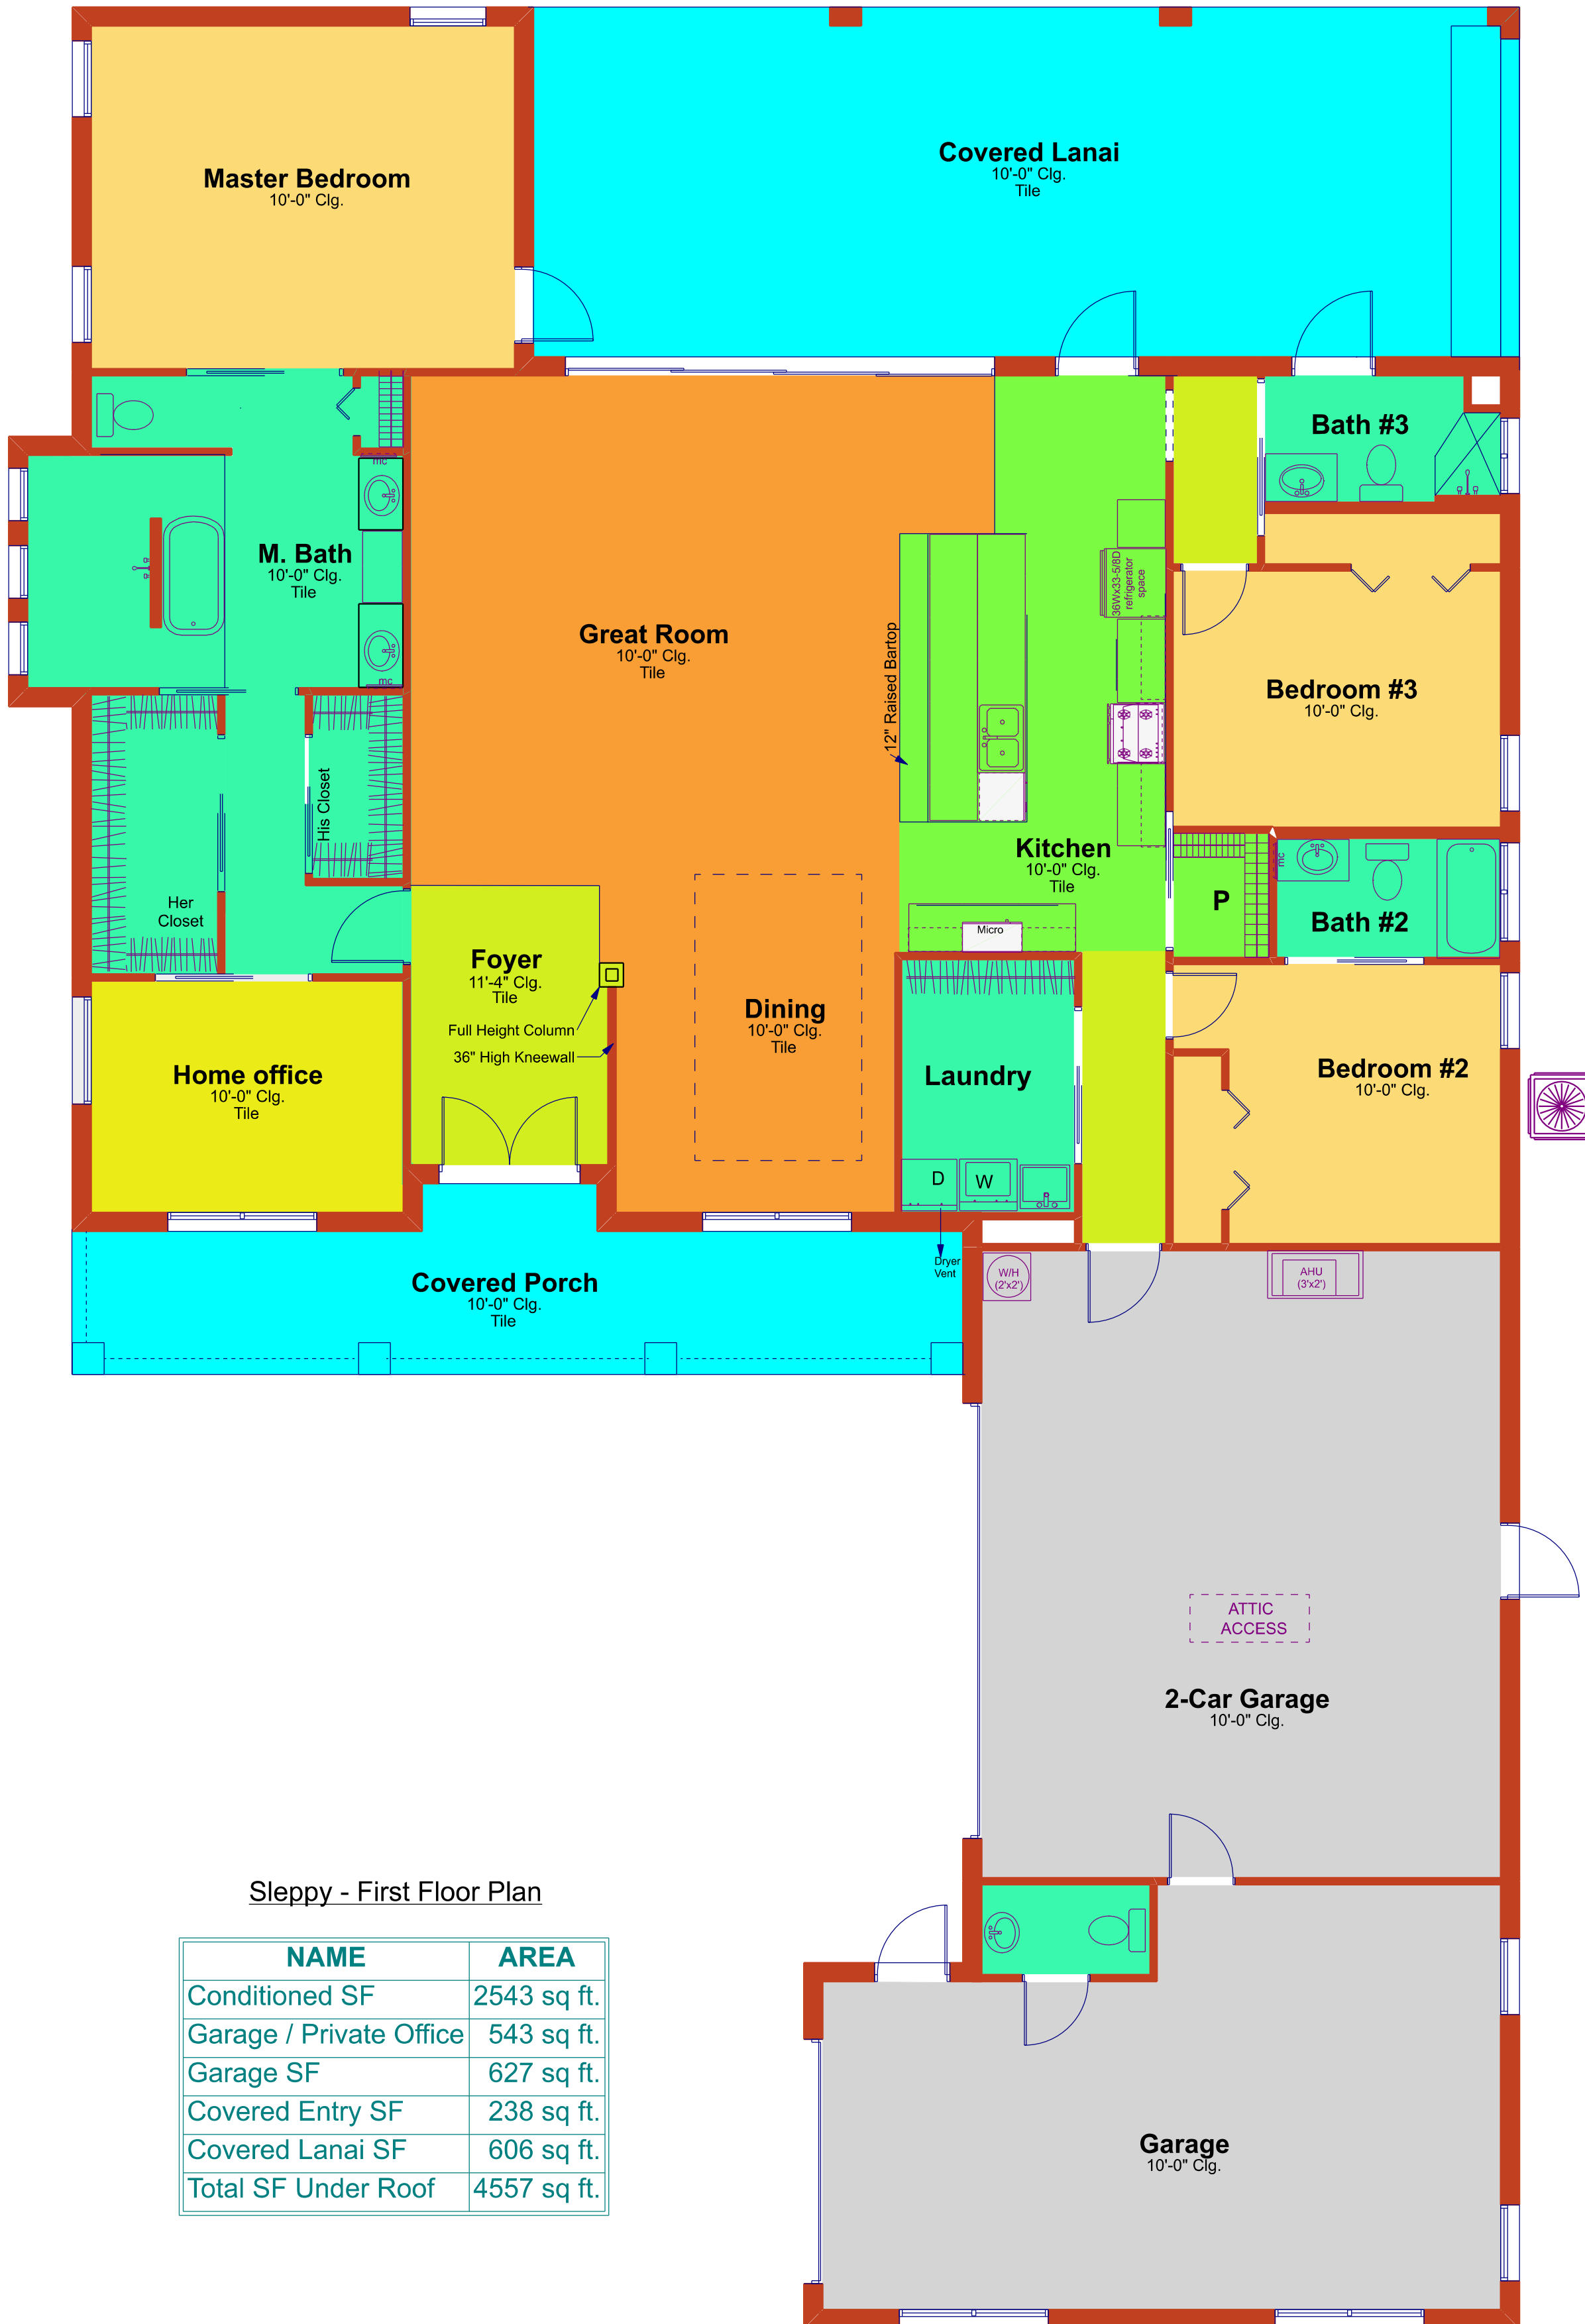 Master Bedroom
10'-0" Clg.
Covered Lanai
10'-0" Clg.
Tile
Bath #3
mc
M. Bath
10'-0" Clg.
Tile
mc
Great Room
10'-0" Clg.
Tile
12" Raised Bartop
36Wx33-5/8D
refrigerator
space
Bedroom #3
10'-0" Clg.
His Closet
Her
Closet
Kitchen
10'-0" Clg.
Tile
Micro
P
mc
Bath #2
Foyer
11'-4" Clg.
Tile
Full Height Column
36" High Kneewall
Dining
10'-0" Clg.
Tile
Home office
10'-0" Clg.
Tile
Laundry
D
W
Bedroom #2
10'-0" Clg.
Covered Porch
10'-0" Clg.
Tile
Dryer
Vent
W/H
(2'x2')
AHU
(3'x2')
ATTIC
ACCESS
2-Car Garage
10'-0" Clg.
Sleppy - First Floor Plan
NAME AREA
Conditioned SF 2543 sq ft.
Garage / Private Office 543 sq ft.
Garage SF 627 sq ft.
Covered Entry SF 238 sq ft.
Covered Lanai SF 606 sq ft.
Total SF Under Roof 4557 sq ft.
Garage
10'-0" Clg.